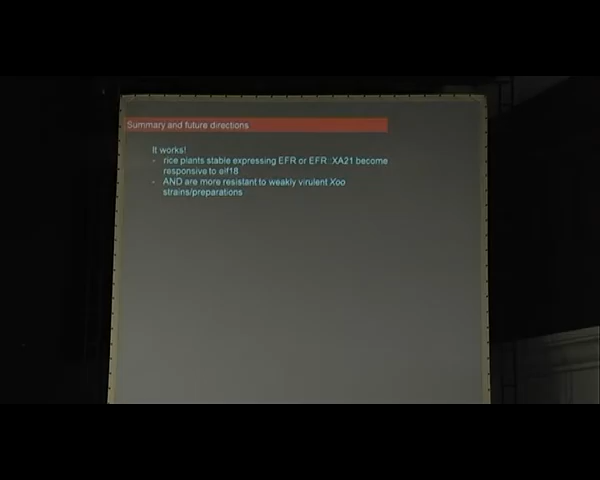 Summary and future directions
It works!
- rice plants stable expressing EFR or EFR::XA21 become
responsive to elf18
- AND are more resistant to weakly virulent Xoo
strains/preparations